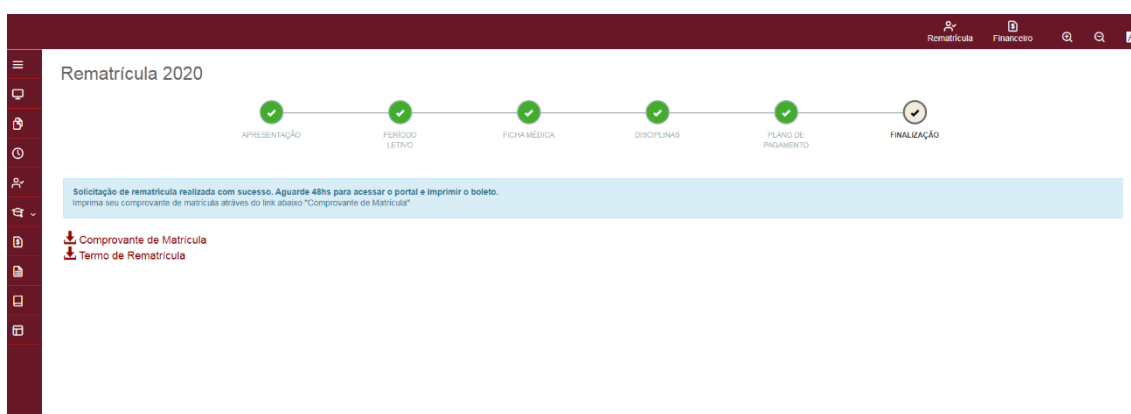 Rematrícula
Financeiro
Rematrícula 2020
APRESENTAÇÃO
PERÍODO
LETIVO
FICHA MÉDICA
DISCIPLINAS
PLANO DE
PAGAMENTO
FINALIZAÇÃO
Solicitação de rematrícula realizada com sucesso. Aguarde 48hs para acessar o portal e imprimir o boleto.
Imprima seu comprovante de matrícula atráves do link abaixo "Comprovante de Matrícula"
Comprovante de Matrícula
Termo de Rematrícula